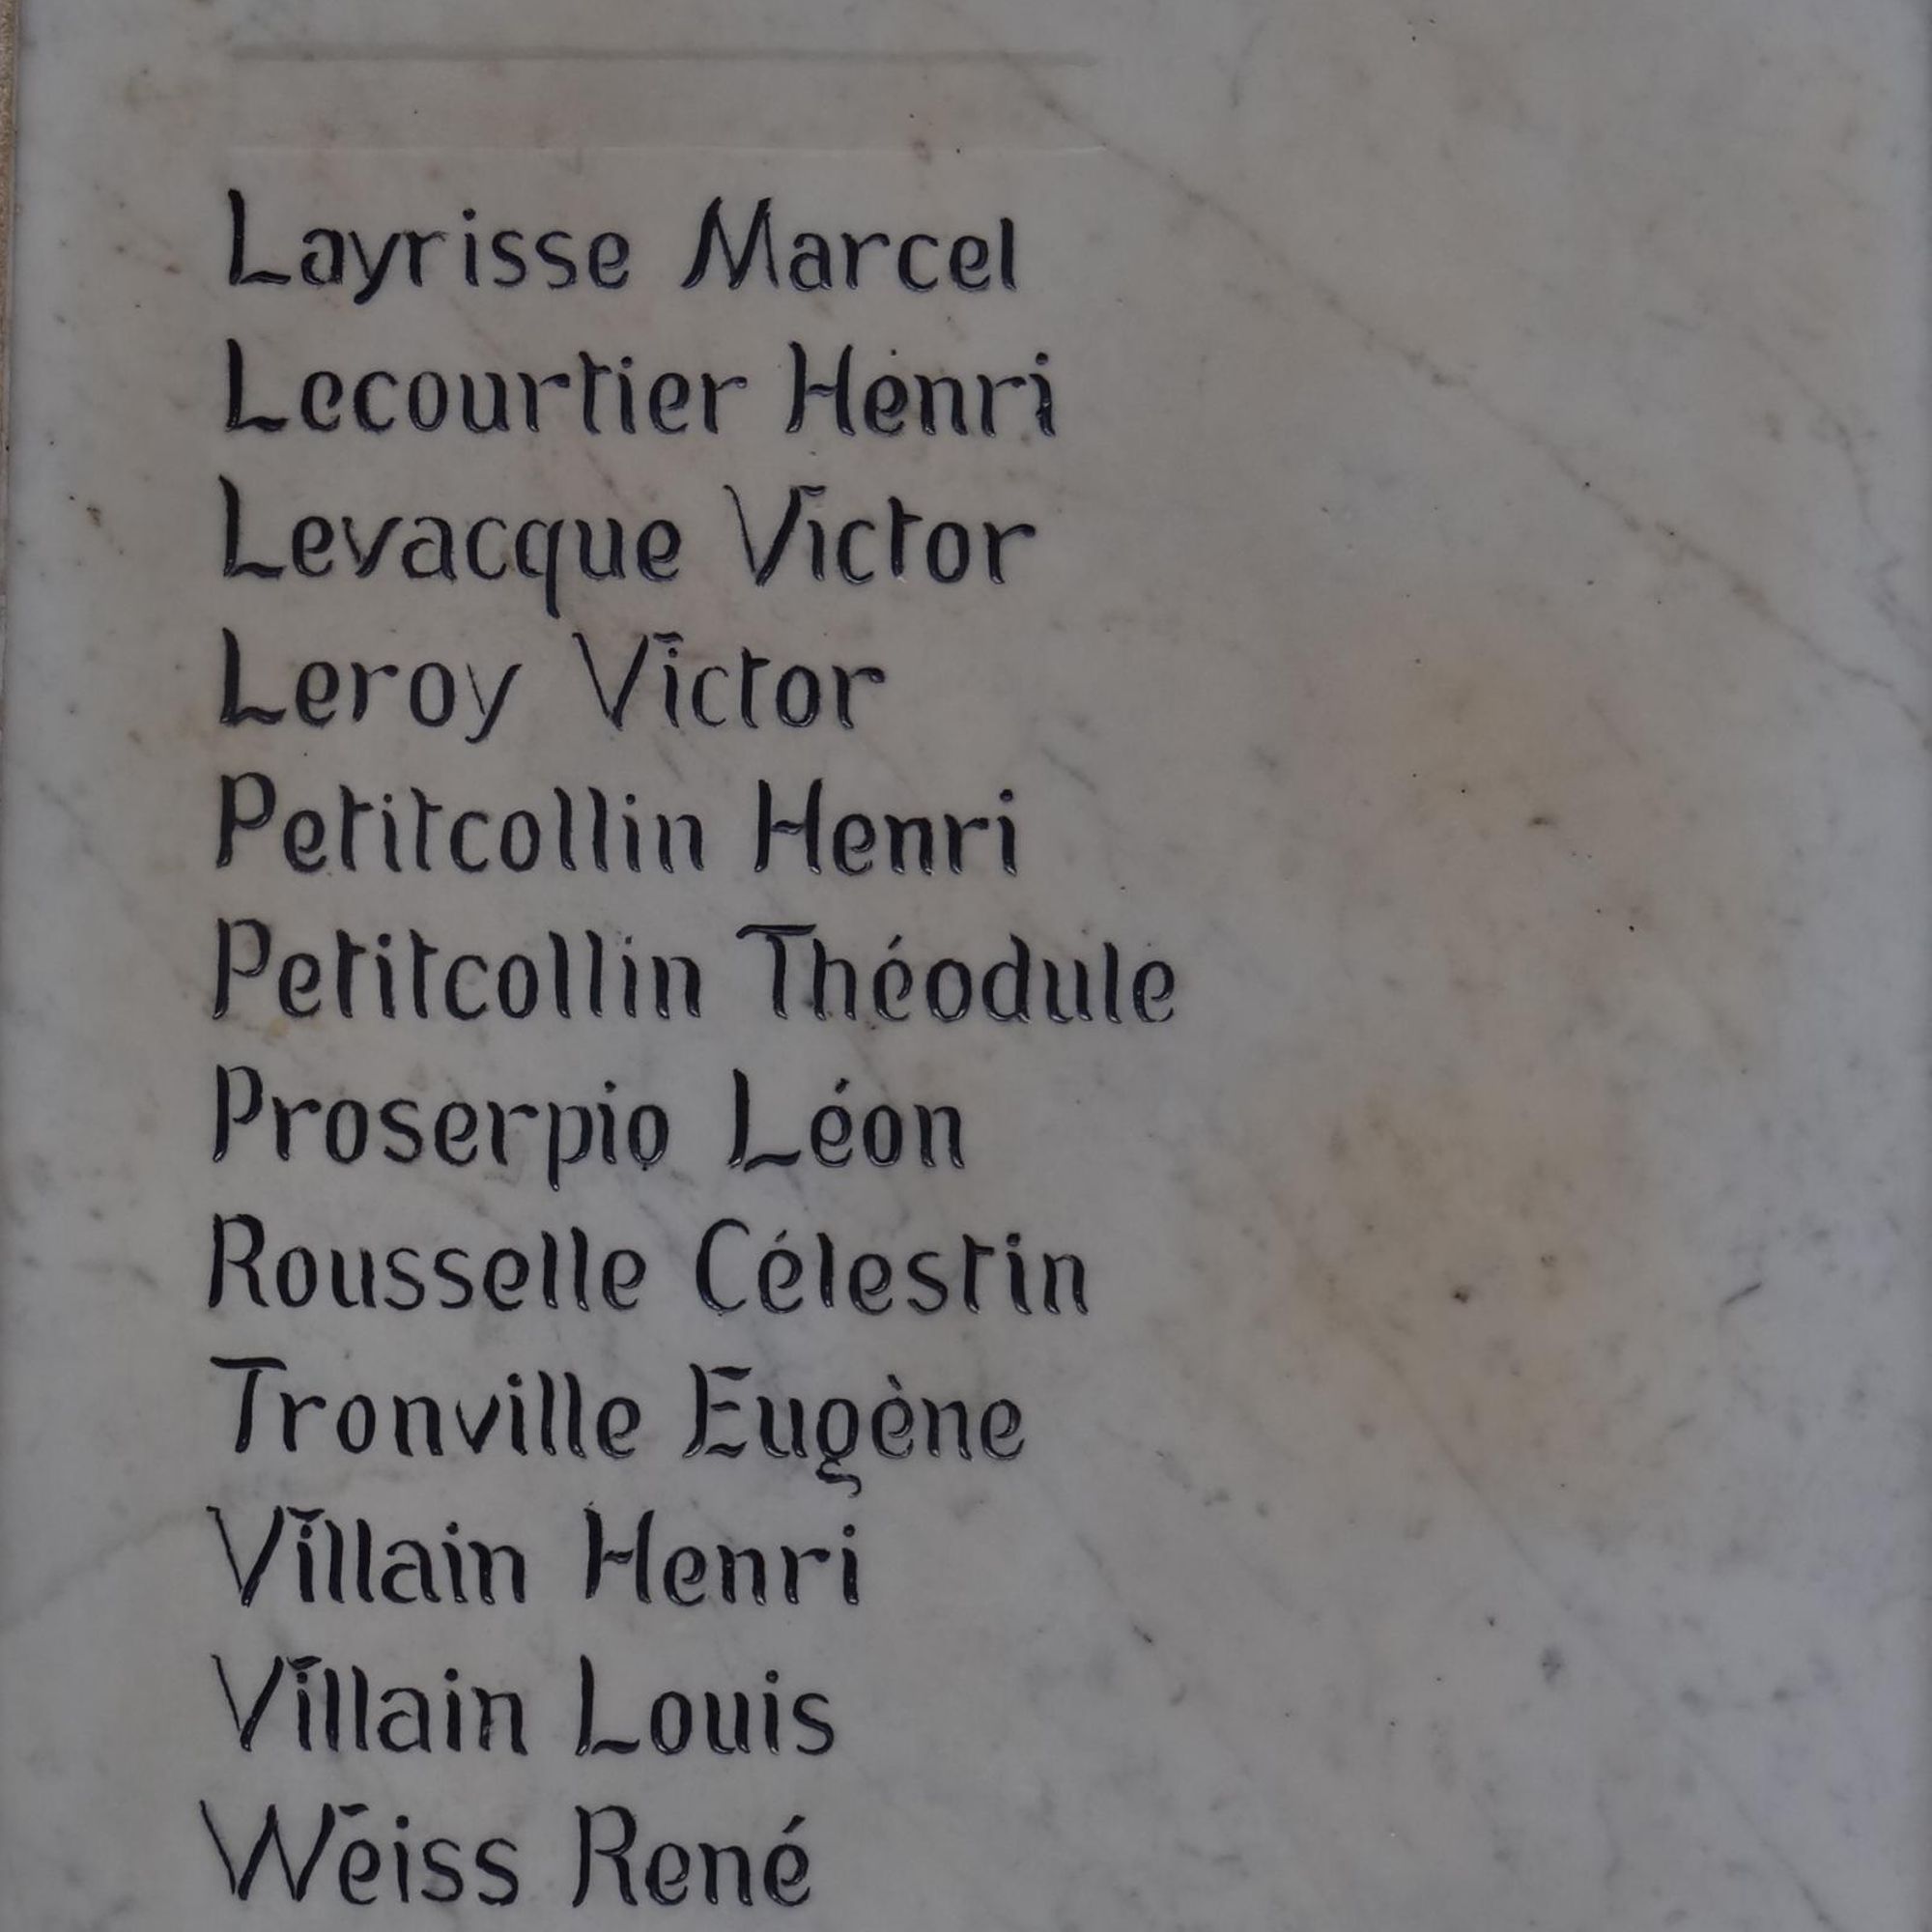 Layrisse Marcel
Lecourtier Henri
Levacque Victor
Leroy Victor
Petitcollin Henri
Petitcollin Théodule
Proserpio Léon
Rousselle Célestin
Tronville Eugène
Villain Henri
Villain Louis
Weiss René